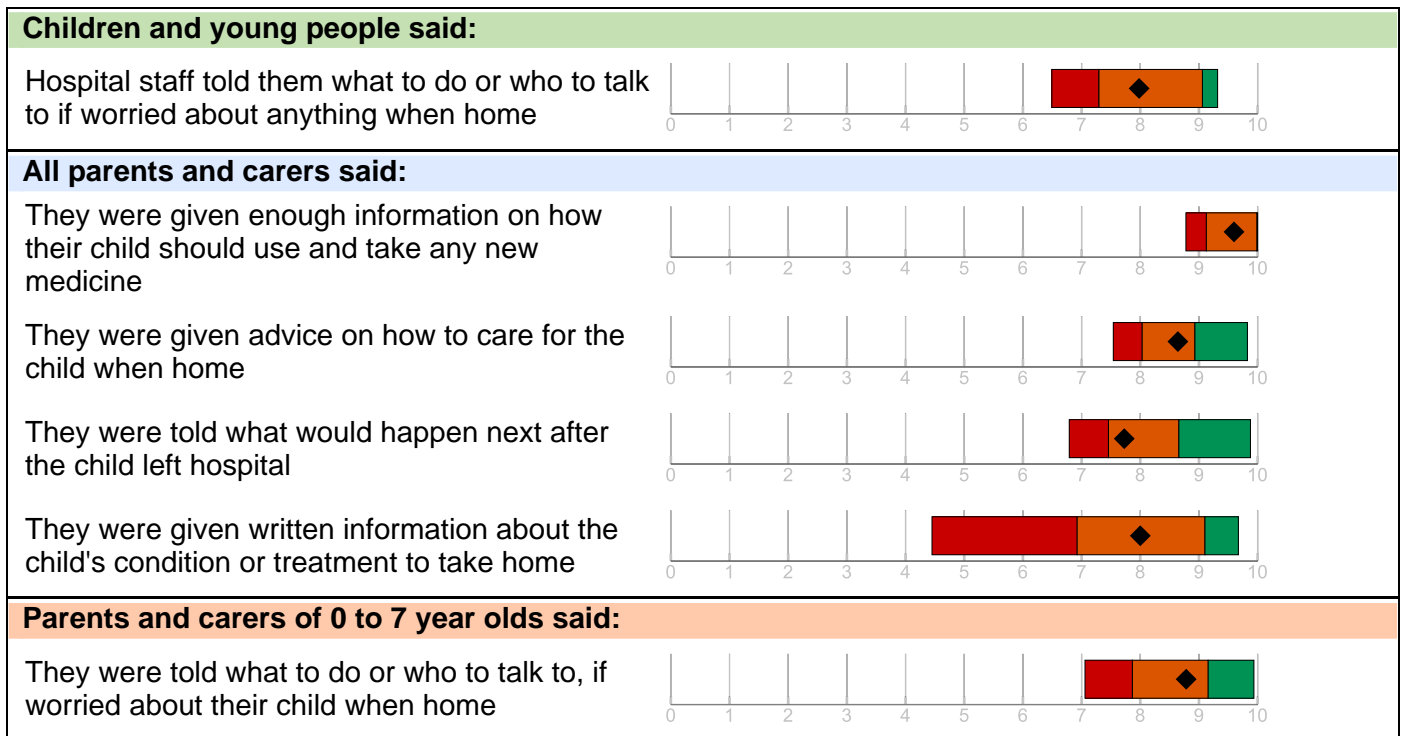 Children and young people said:
Hospital staff told them what to do or who to talk
to if worried about anything when home
0 1 2 3 4 5 6 7 8 9 10
All parents and carers said:
They were given enough information on how
their child should use and take any new
medicine
0 1 2 3 4 5 6 7 8 9 10
They were given advice on how to care for the
child when home
0 1 2 3 4 5 6 7 8 9 10
They were told what would happen next after
the child left hospital
0 1 2 3 4 5 6 7 8 9 10
They were given written information about the
child's condition or treatment to take home
0 1 2 3 4 5 6 7 8 9 10
Parents and carers of 0 to 7 year olds said:
They were told what to do or who to talk to, if
worried about their child when home
0 1 2 3 4 5 6 7 8 9 10